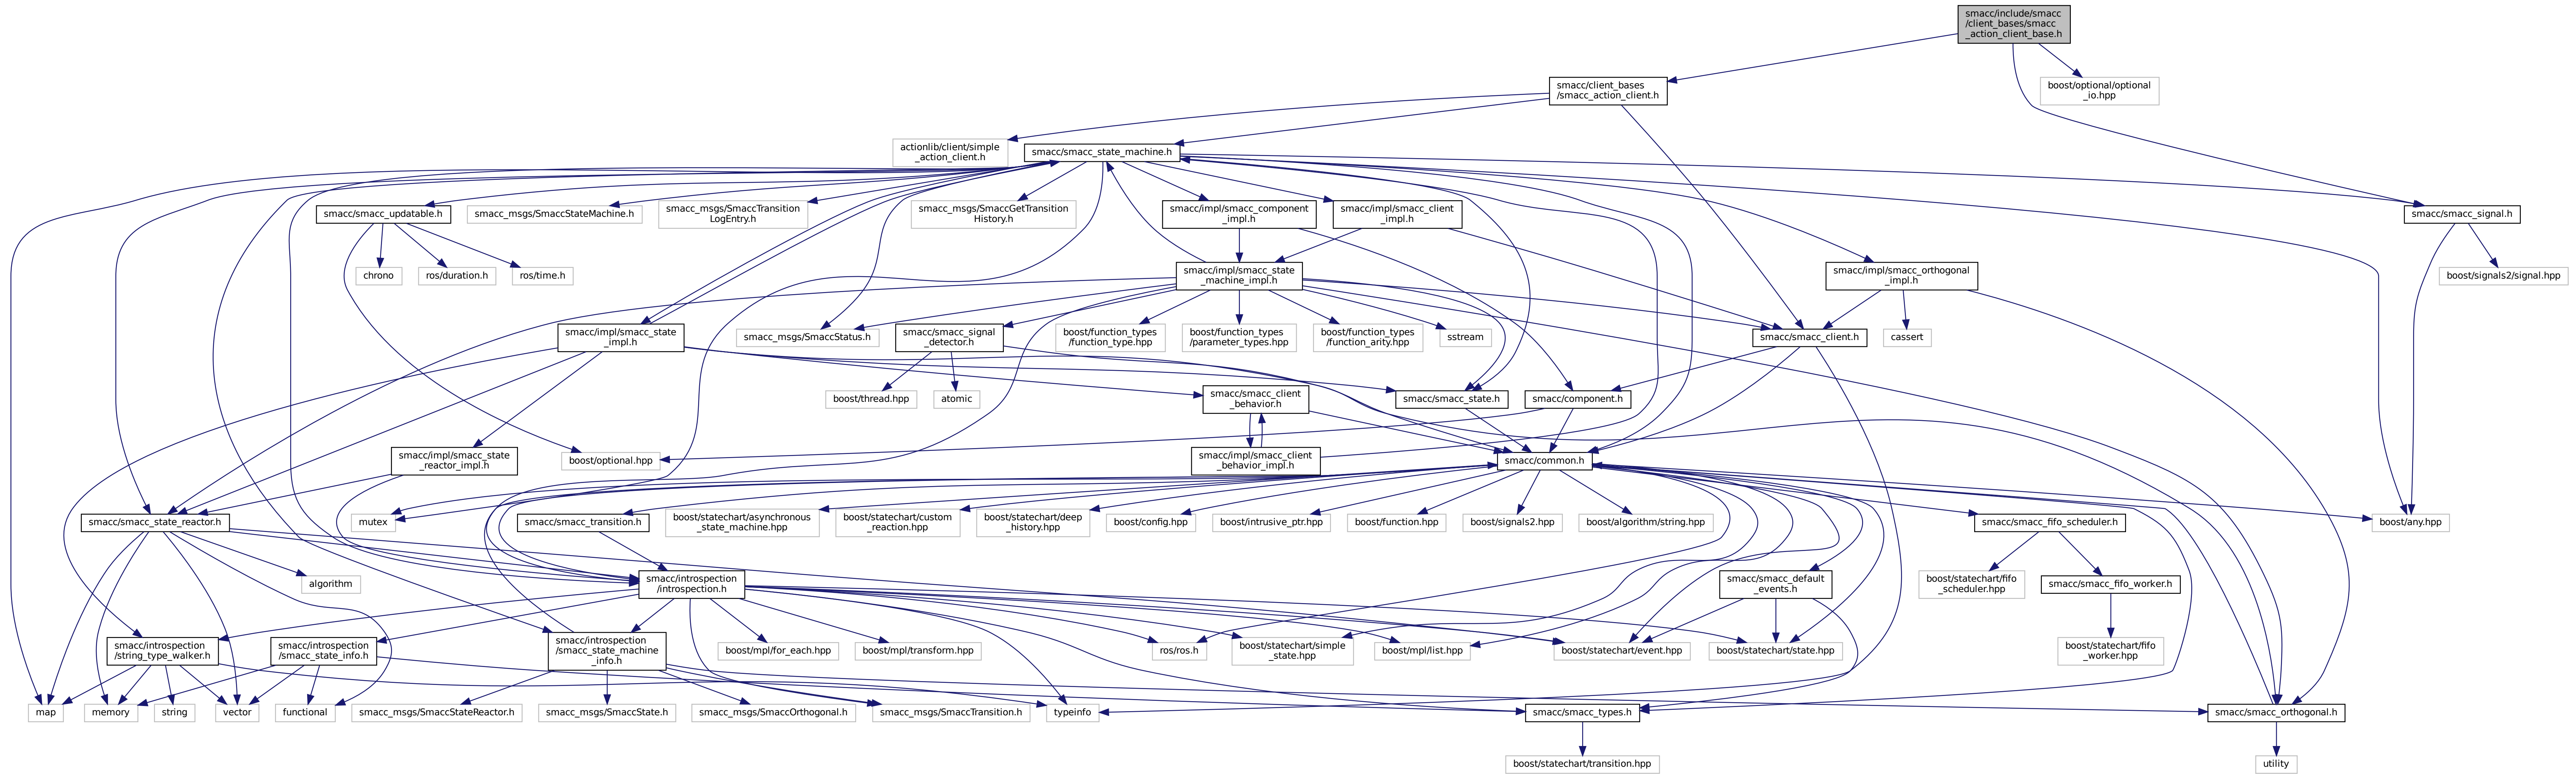 smacc/include/smacc
/client_bases/smacc
_action_client_base.h
smacc/client_bases
/smacc_action_client.h
boost/optional/optional
_io.hpp
actionlib/client/simple
_action_client.h
smacc/smacc_state_machine.h
smacc/smacc_updatable.h
smacc_msgs/SmaccStateMachine.h
smacc_msgs/SmaccTransition
LogEntry.h
smacc_msgs/SmaccGetTransition
History.h
smacc/impl/smacc_component
_impl.h
smacc/impl/smacc_client
_impl.h
smacc/smacc_signal.h
chrono
ros/duration.h
ros/time.h
smacc/impl/smacc_state
_machine_impl.h
smacc/impl/smacc_orthogonal
_impl.h
boost/signals2/signal.hpp
smacc/impl/smacc_state
_impl.h
smacc_msgs/SmaccStatus.h
smacc/smacc_signal
_detector.h
boost/function_types
/function_type.hpp
boost/function_types
/parameter_types.hpp
boost/function_types
/function_arity.hpp
sstream
smacc/smacc_client.h
cassert
boost/thread.hpp
atomic
smacc/smacc_client
_behavior.h
smacc/smacc_state.h
smacc/component.h
smacc/impl/smacc_state
_reactor_impl.h
boost/optional.hpp
smacc/impl/smacc_client
_behavior_impl.h
smacc/common.h
smacc/smacc_state_reactor.h
mutex
smacc/smacc_transition.h
boost/statechart/asynchronous
_state_machine.hpp
boost/statechart/custom
_reaction.hpp
boost/statechart/deep
_history.hpp
boost/config.hpp
boost/intrusive_ptr.hpp
boost/function.hpp
boost/signals2.hpp
boost/algorithm/string.hpp
smacc/smacc_fifo_scheduler.h
boost/any.hpp
algorithm
smacc/introspection
/introspection.h
smacc/smacc_default
_events.h
boost/statechart/fifo
_scheduler.hpp
smacc/smacc_fifo_worker.h
smacc/introspection
/string_type_walker.h
smacc/introspection
/smacc_state_info.h
smacc/introspection
/smacc_state_machine
_info.h
boost/mpl/for_each.hpp
boost/mpl/transform.hpp
ros/ros.h
boost/statechart/simple
_state.hpp
boost/mpl/list.hpp
boost/statechart/event.hpp
boost/statechart/state.hpp
boost/statechart/fifo
_worker.hpp
map
memory
string
vector
functional
smacc_msgs/SmaccStateReactor.h
smacc_msgs/SmaccState.h
smacc_msgs/SmaccOrthogonal.h
smacc_msgs/SmaccTransition.h
typeinfo
smacc/smacc_types.h
smacc/smacc_orthogonal.h
boost/statechart/transition.hpp
utility